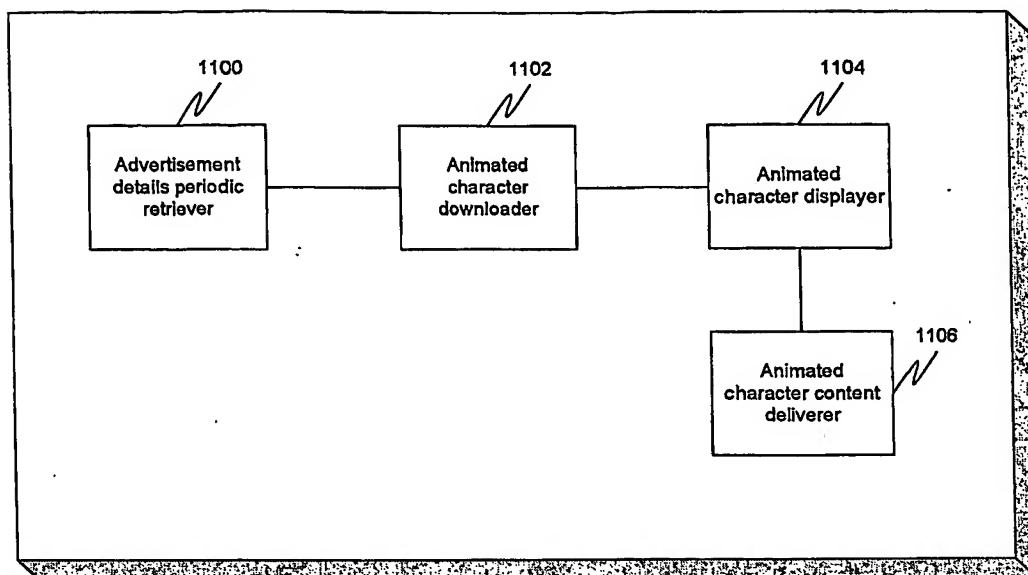 1100
1102
1104
Advertisement
details periodic
retriever
Animated
character
downloader
Animated
character displayer
1106
Animated
character content
deliverer